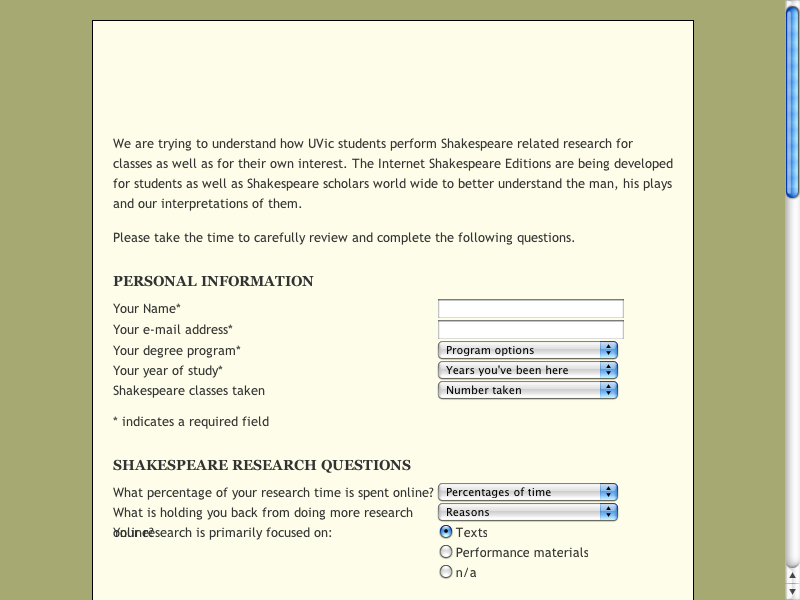 We are trying to understand how UVic students perform Shakespeare related research for
classes as well as for their own interest. The Internet Shakespeare Editions are being developed
for students as well as Shakespeare scholars world wide to better understand the man, his plays
and our interpretations of them.
Please take the time to carefully review and complete the following questions.
PERSONAL INFORMATION
Your Name*
Your e-mail address*
Your degree program* Program options
Your year of study* Years you've been here
Shakespeare classes taken Number taken
* indicates a required field
SHAKESPEARE RESEARCH QUESTIONS
What percentage of your research time is spent online? Percentages of time
What is holding you back from doing more research Reasons
online?
Your research is primarily focused on: Texts
Performance materials
n/a